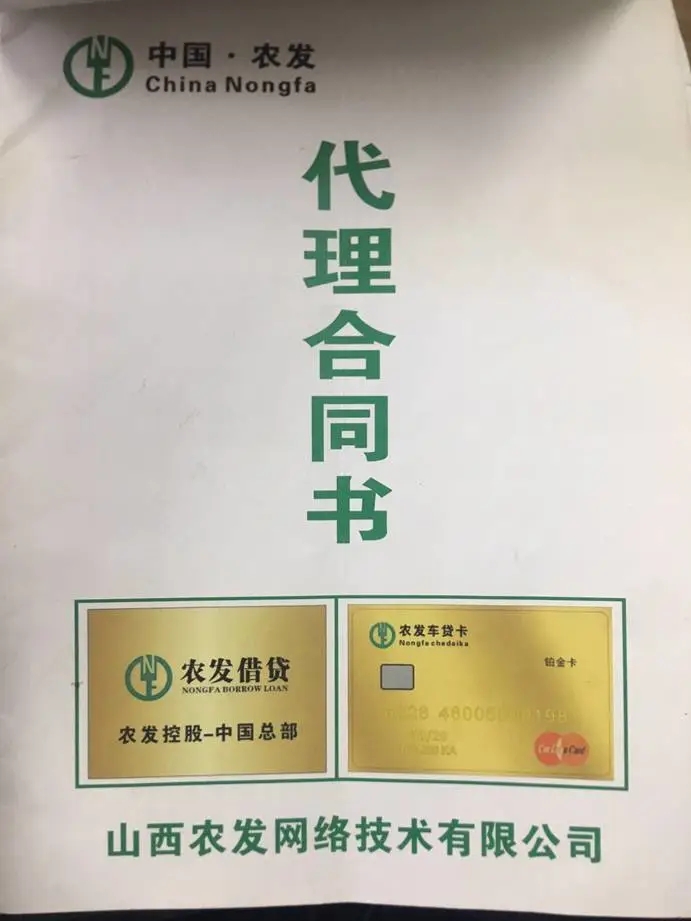 中国·农发
China Nongfa
代理合同书
农发借贷
NONGFA BORROW LOAN
农发控股-中国总部
农发车贷卡
Nongfa chedaika
铂金卡
山西农发网络技术有限公司